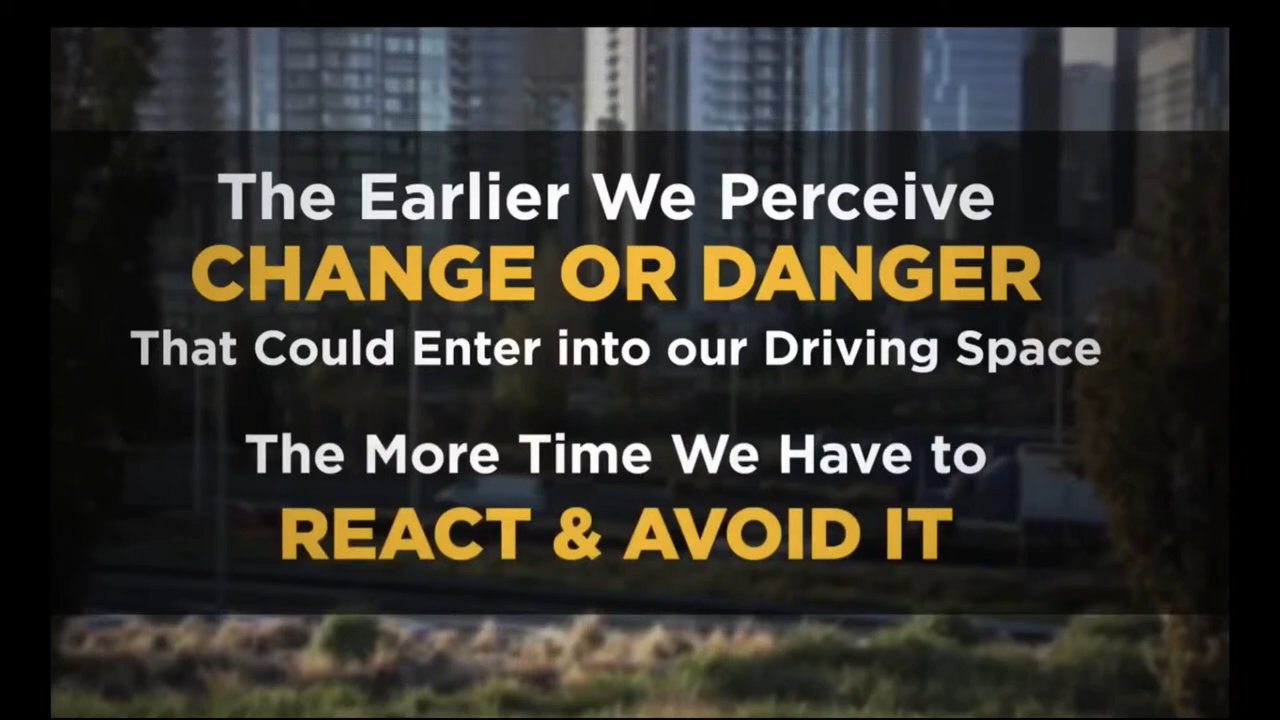 The Earlier We Perceive
CHANGE OR DANGER
That Could Enter into our Driving Space
The More Time We Have to
REACT & AVOID IT